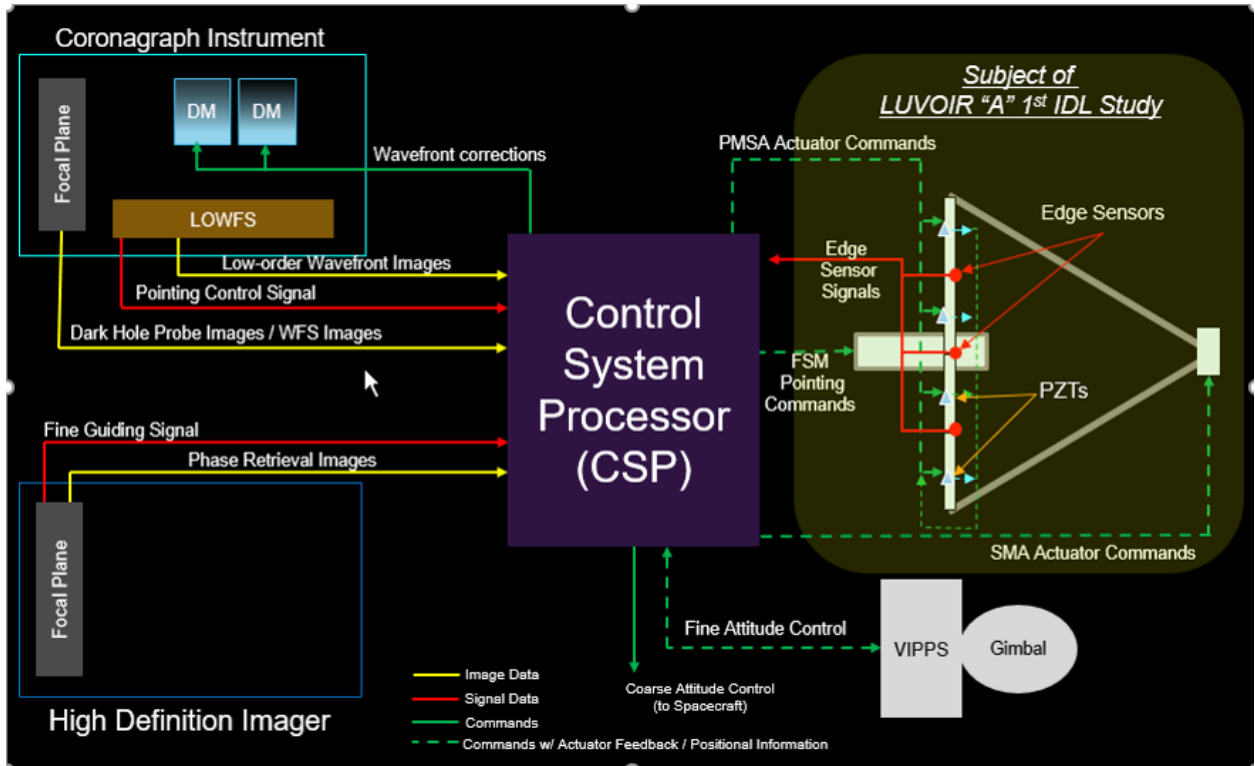 Coronagraph Instrument
Focal Plane
DM
DM
Wavefront corrections
LOWFS
Low-order Wavefront Images
Pointing Control Signal
Dark Hole Probe Images / WFS Images
Fine Guiding Signal
Phase Retrieval Images
Focal Plane
High Definition Imager
Control
System
Processor
(CSP)
Subject of
LUVOIR “A” 1st IDL Study
PMSA Actuator Commands
Edge Sensors
Edge
Sensor
Signals
FSM
Pointing
Commands
PZTs
SMA Actuator Commands
Fine Attitude Control
VIPPS
Gimbal
Coarse Attitude Control
(to Spacecraft)
Image Data
Signal Data
Commands
Commands w/ Actuator Feedback / Positional Information